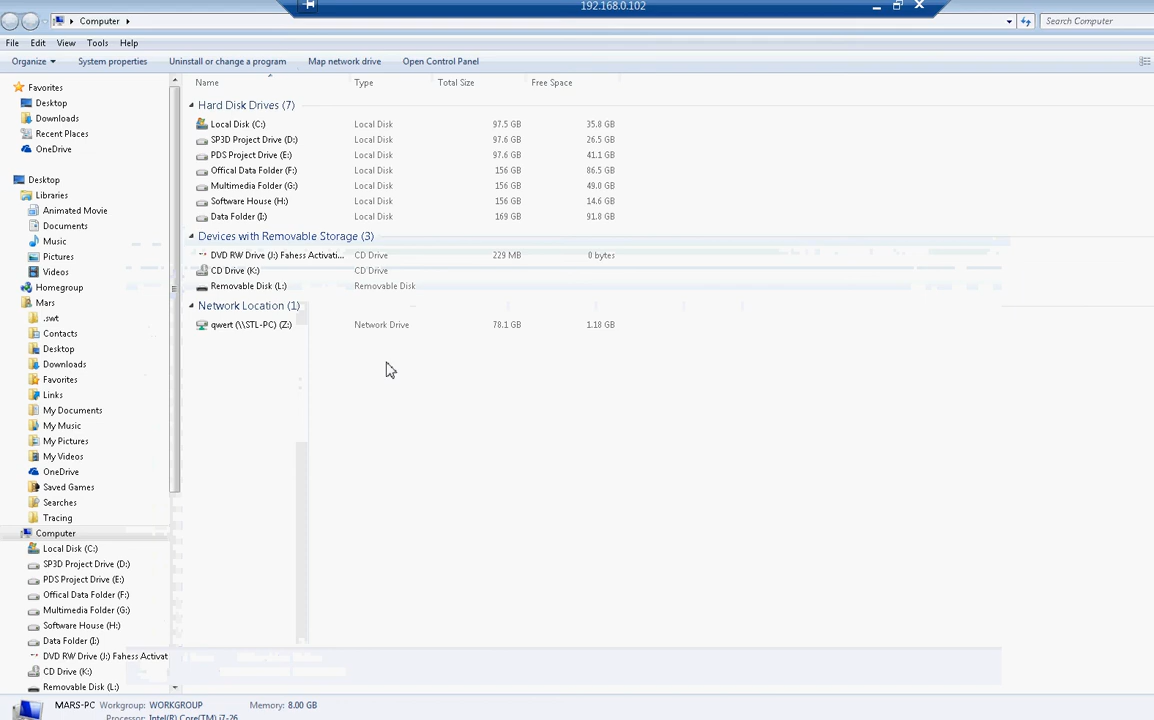 192.168.0.102
Computer
Search Computer
File Edit View Tools Help
Organize System properties Uninstall or change a program Map network drive Open Control Panel
Name Type Total Size Free Space
Hard Disk Drives (7)
Local Disk (C:) Local Disk 97.5 GB 35.8 GB
SP3D Project Drive (D:) Local Disk 97.6 GB 26.5 GB
PDS Project Drive (E:) Local Disk 97.6 GB 41.1 GB
Offical Data Folder (F:) Local Disk 156 GB 86.5 GB
Multimedia Folder (G:) Local Disk 156 GB 49.0 GB
Software House (H:) Local Disk 156 GB 14.6 GB
Data Folder (I:) Local Disk 169 GB 91.8 GB
Devices with Removable Storage (3)
DVD RW Drive (J:) Fahess Activati... CD Drive 229 MB 0 bytes
CD Drive (K:) CD Drive
Removable Disk (L:) Removable Disk
Network Location (1)
qwert (\\STL-PC) (Z:) Network Drive 78.1 GB 1.18 GB
Favorites
Desktop
Downloads
Recent Places
OneDrive
Desktop
Libraries
Animated Movie
Documents
Music
Pictures
Videos
Homegroup
Mars
.swt
Contacts
Desktop
Downloads
Favorites
Links
My Documents
My Music
My Pictures
My Videos
OneDrive
Saved Games
Searches
Tracing
Computer
Local Disk (C:)
SP3D Project Drive (D:)
PDS Project Drive (E:)
Offical Data Folder (F:)
Multimedia Folder (G:)
Software House (H:)
Data Folder (I:)
DVD RW Drive (J:) Fahess Activat
CD Drive (K:)
Removable Disk (L:)
MARS-PC Workgroup: WORKGROUP Memory: 8.00 GB
Processor: Intel(R) Core(TM) i7-26